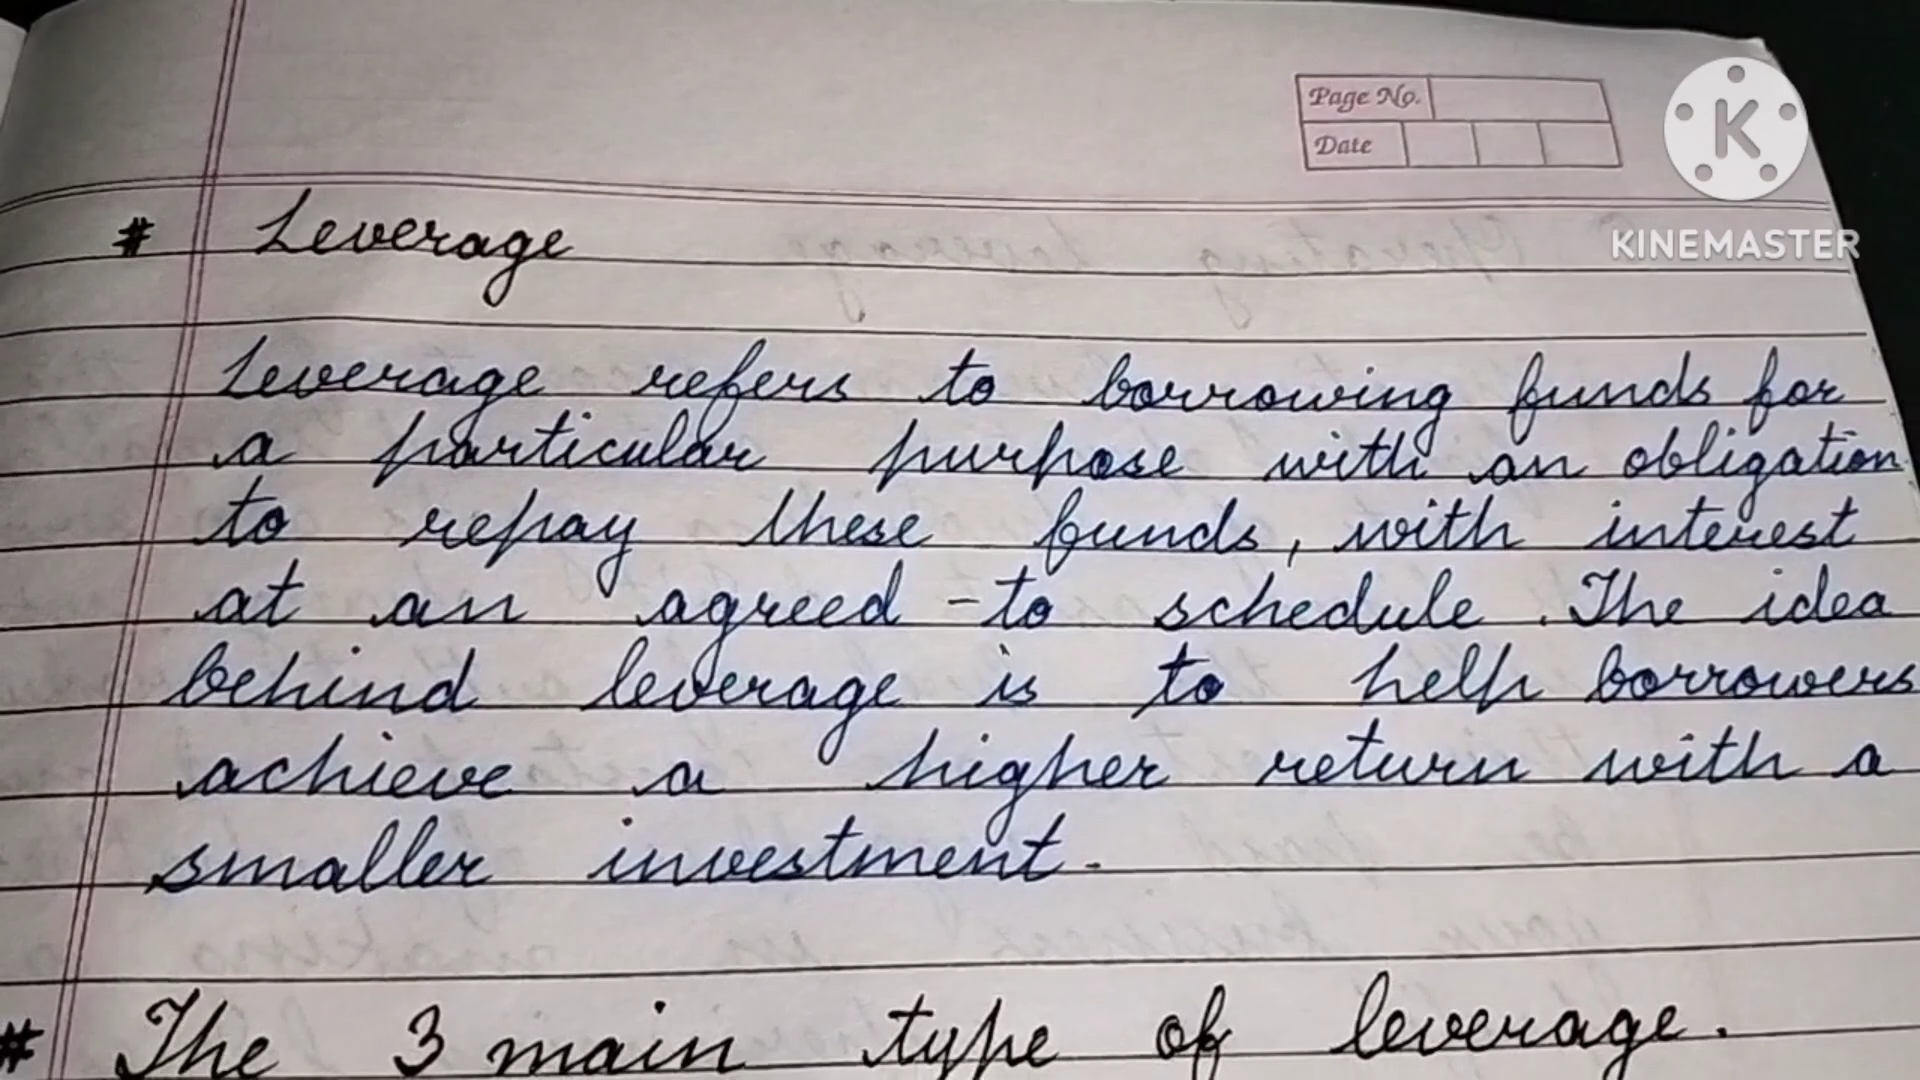 Page No.
Date
KINEMASTER
# Leverage
Leverage refers to borrowing funds for
a particular purpose with an obligation
to repay these funds, with interest
at an agreed-to schedule. The idea
behind leverage is to help borrowers
achieve a higher return with a
smaller investment.
# The 3 main type of leverage.